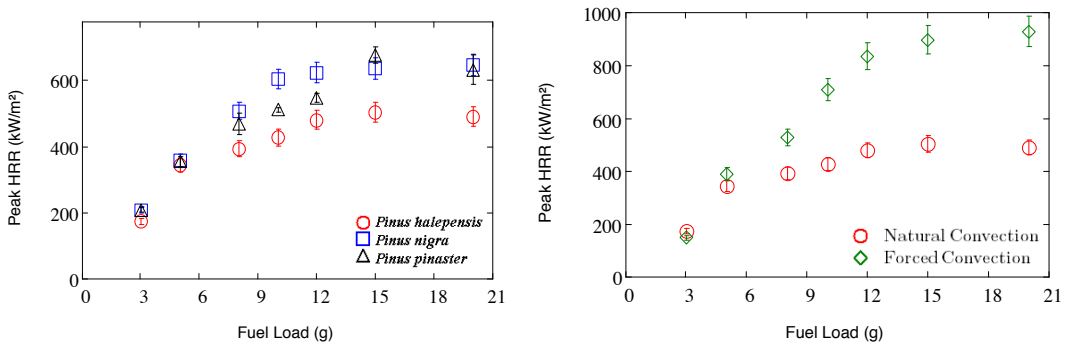 Peak HRR (kW/m²)
600
400
200
0
0 3 6 9 12 15 18 21
Fuel Load (g)
Pinus halepensis
Pinus nigra
Pinus pinaster
Peak HRR (kW/m²)
1000
800
600
400
200
0
0 3 6 9 12 15 18 21
Fuel Load (g)
Natural Convection
Forced Convection